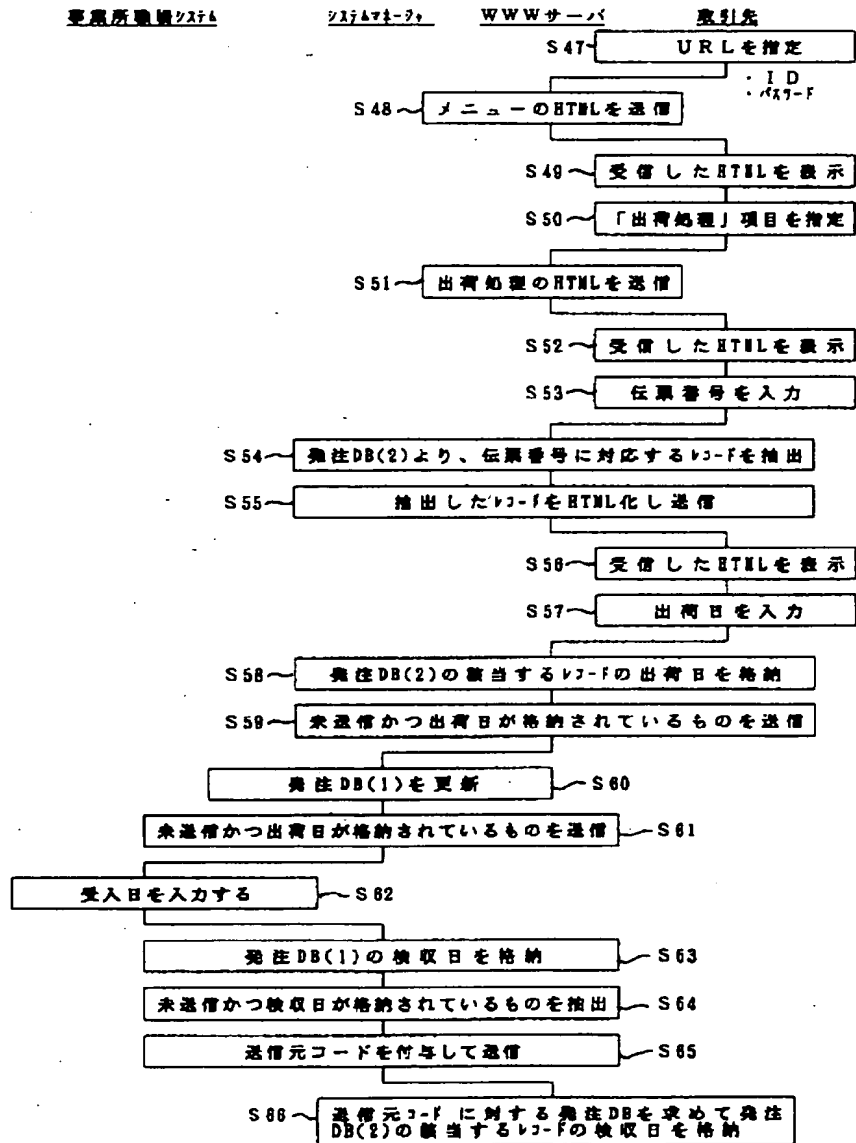 事業所職場システム システムマネージャ WWWサーバ 取引先
S47 URLを指定
・ID
・パスワード
S48 メニューのHTMLを送信
S49 受信したHTMLを表示
S50 「出荷処理」項目を指定
S51 出荷処理のHTMLを送信
S52 受信したHTMLを表示
S53 伝票番号を入力
S54 発注DB(2)より、伝票番号に対応するレコードを抽出
S55 抽出したレコードをHTML化し送信
S56 受信したHTMLを表示
S57 出荷日を入力
S58 発注DB(2)の該当するレコードの出荷日を格納
S59 未送信かつ出荷日が格納されているものを送信
発注DB(1)を更新 S60
未送信かつ出荷日が格納されているものを送信 S61
受入日を入力する S62
発注DB(1)の検収日を格納 S63
未送信かつ検収日が格納されているものを抽出 S64
送信元コードを付与して送信 S65
S66 送信元コードに対する発注DBを求めて発注
DB(2)の該当するレコードの検収日を格納